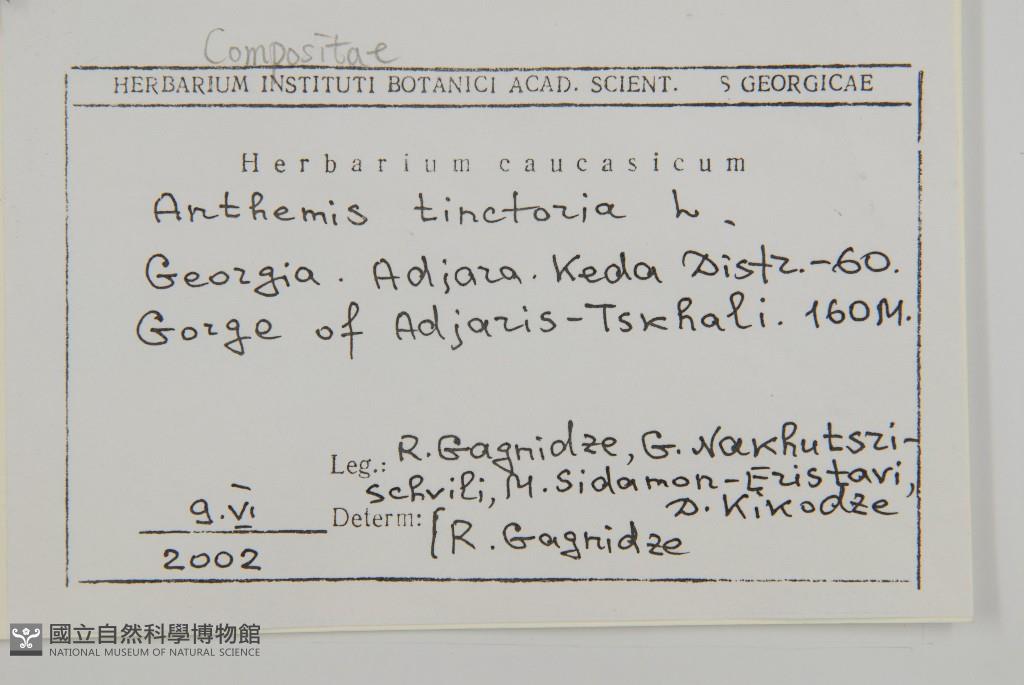 Compositae
HERBARIUM INSTITUTI BOTANICI ACAD. SCIENT. S GEORGICAE
Herbarium caucasicum
Anthemis tinctoria L.
Georgia. Adjara. Keda Distr.-60.
Gorge of Adjaris-Tskhali. 160M.
Leg.: R. Gagnidze, G. Nakhutsri-
schvili, M. Sidamon-Eristavi,
D. Kikodze
9.VI
2002
Determ: [R. Gagnidze
國立自然科學博物館
NATIONAL MUSEUM OF NATURAL SCIENCE